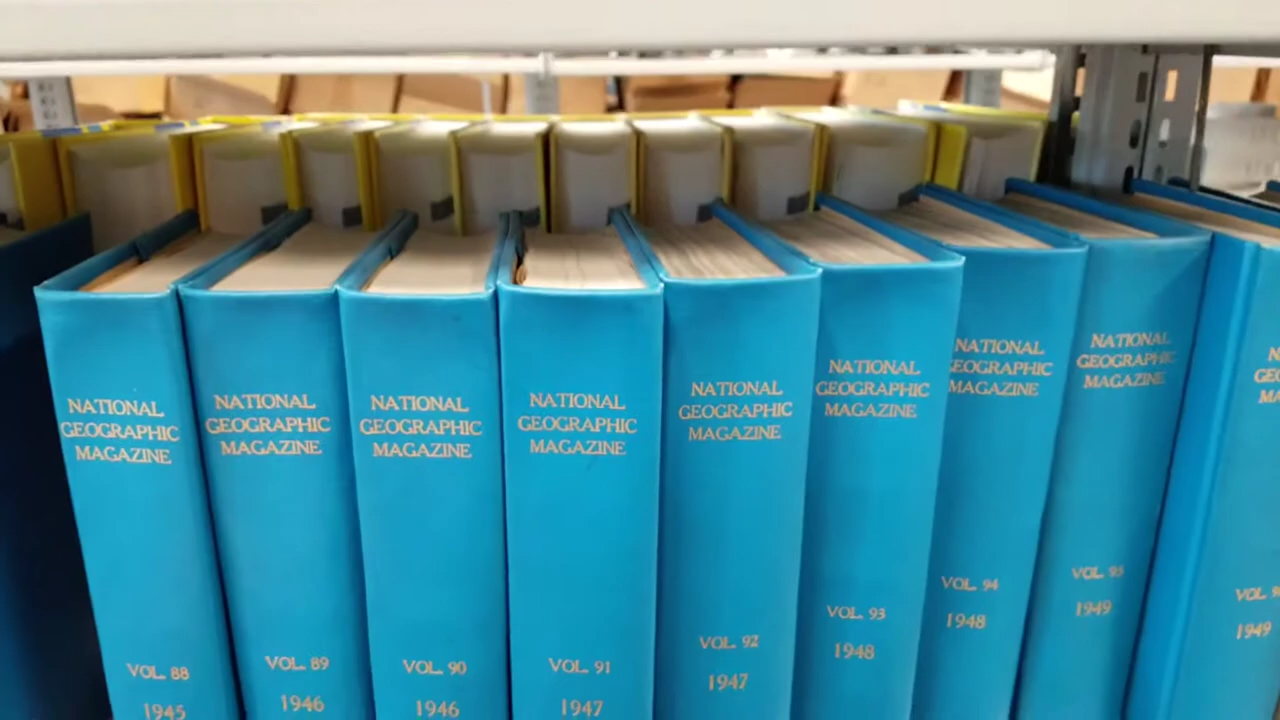 NATIONAL
GEOGRAPHIC
MAGAZINE
VOL. 88
1945
NATIONAL
GEOGRAPHIC
MAGAZINE
VOL. 89
1946
NATIONAL
GEOGRAPHIC
MAGAZINE
VOL. 90
1946
NATIONAL
GEOGRAPHIC
MAGAZINE
VOL. 91
1947
NATIONAL
GEOGRAPHIC
MAGAZINE
VOL. 92
1947
NATIONAL
GEOGRAPHIC
MAGAZINE
VOL. 93
1948
NATIONAL
GEOGRAPHIC
MAGAZINE
VOL. 94
1948
NATIONAL
GEOGRAPHIC
MAGAZINE
VOL. 95
1949
VOL.
1949